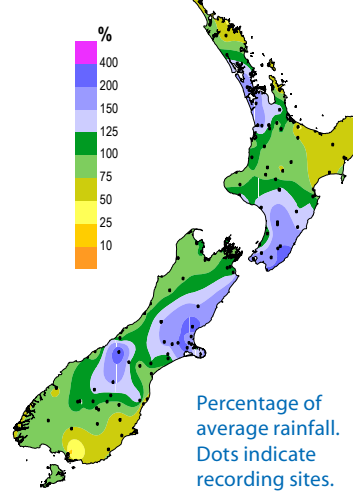 %
400
200
150
125
100
75
50
25
10
Percentage of
average rainfall.
Dots indicate
recording sites.